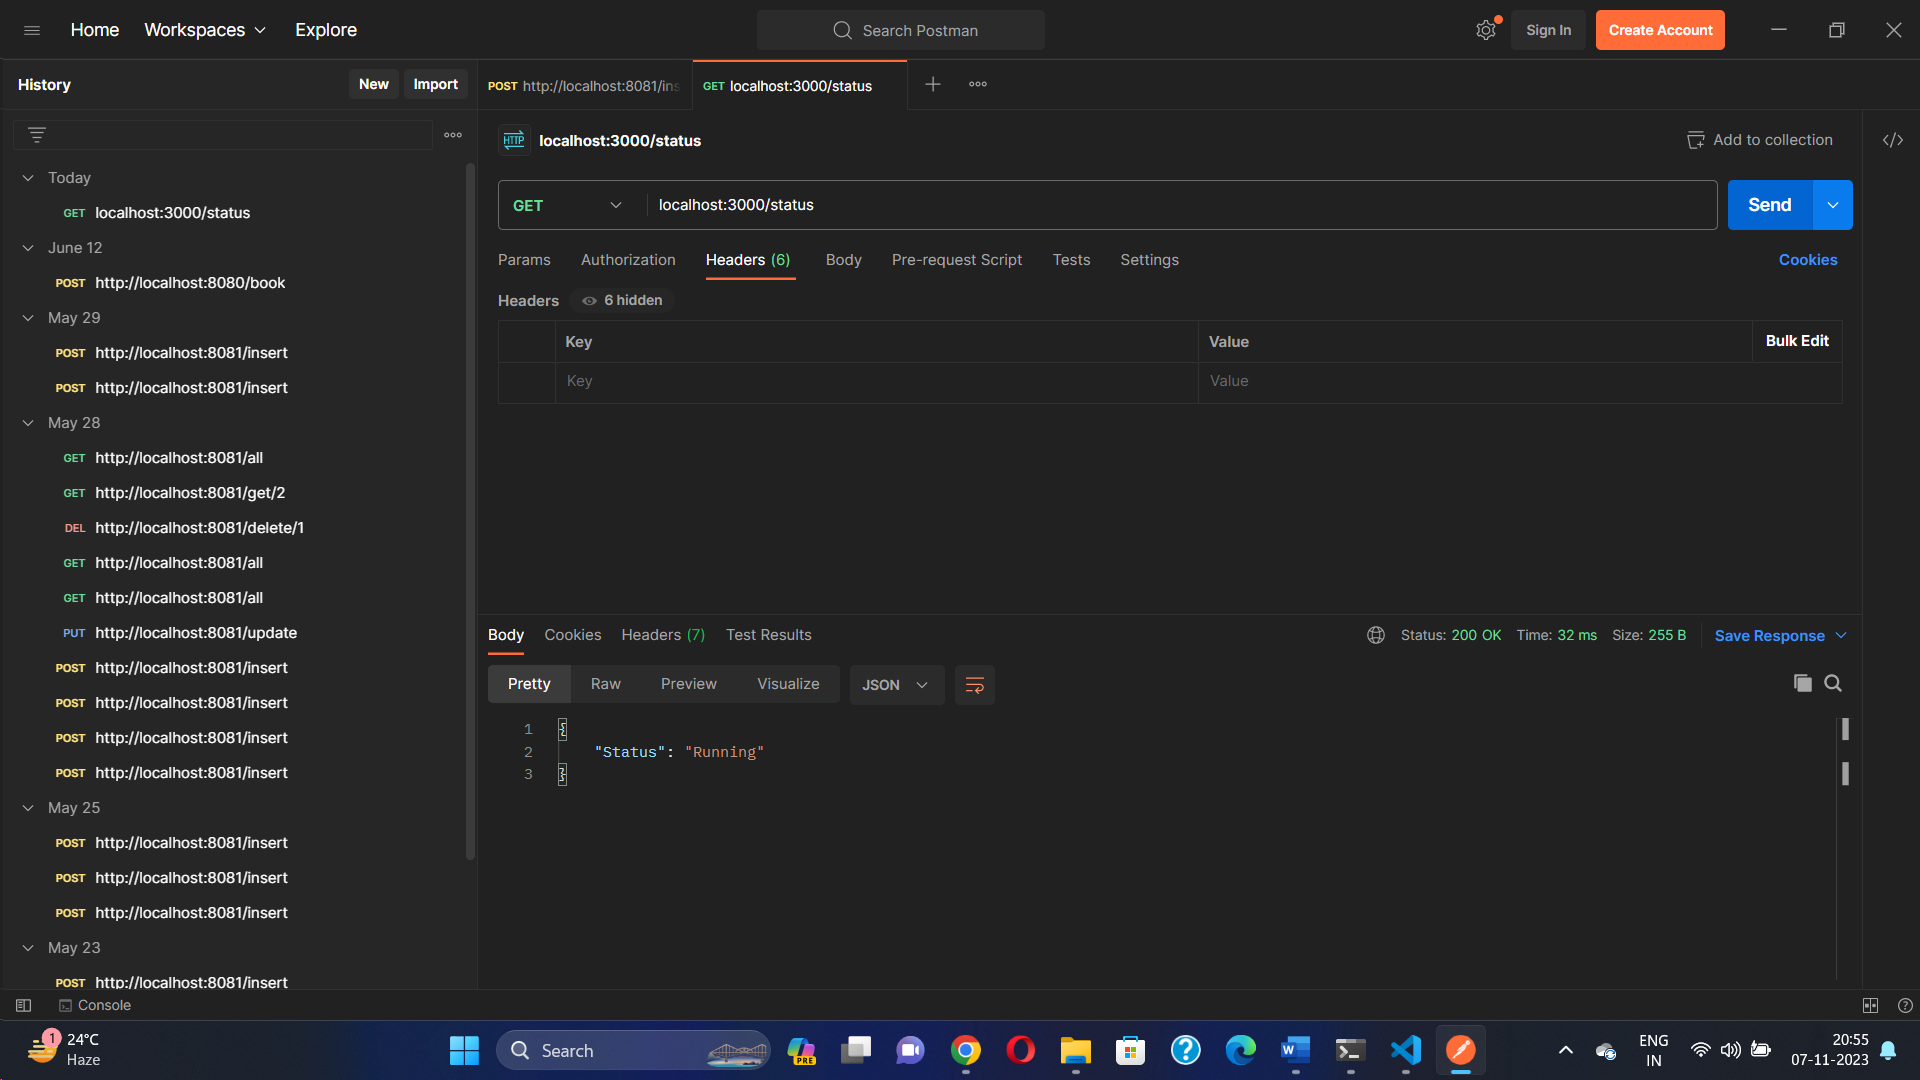 Home Workspaces Explore
Search Postman
Sign In Create Account
History New Import
POST http://localhost:8081/ins GET localhost:3000/status
HTTP localhost:3000/status Add to collection
GET localhost:3000/status Send
Params Authorization Headers (6) Body Pre-request Script Tests Settings Cookies
Headers 6 hidden
Key Value Bulk Edit
Key Value
Today
GET localhost:3000/status
June 12
POST http://localhost:8080/book
May 29
POST http://localhost:8081/insert
POST http://localhost:8081/insert
May 28
GET http://localhost:8081/all
GET http://localhost:8081/get/2
DEL http://localhost:8081/delete/1
GET http://localhost:8081/all
GET http://localhost:8081/all
PUT http://localhost:8081/update
POST http://localhost:8081/insert
POST http://localhost:8081/insert
POST http://localhost:8081/insert
POST http://localhost:8081/insert
May 25
POST http://localhost:8081/insert
POST http://localhost:8081/insert
POST http://localhost:8081/insert
May 23
POST http://localhost:8081/insert
Body Cookies Headers (7) Test Results Status: 200 OK Time: 32 ms Size: 255 B Save Response
Pretty Raw Preview Visualize JSON
1 {
2 "Status": "Running"
3 }
Console
1 24°C
Haze
Search
PRE
ENG
IN
20:55
07-11-2023